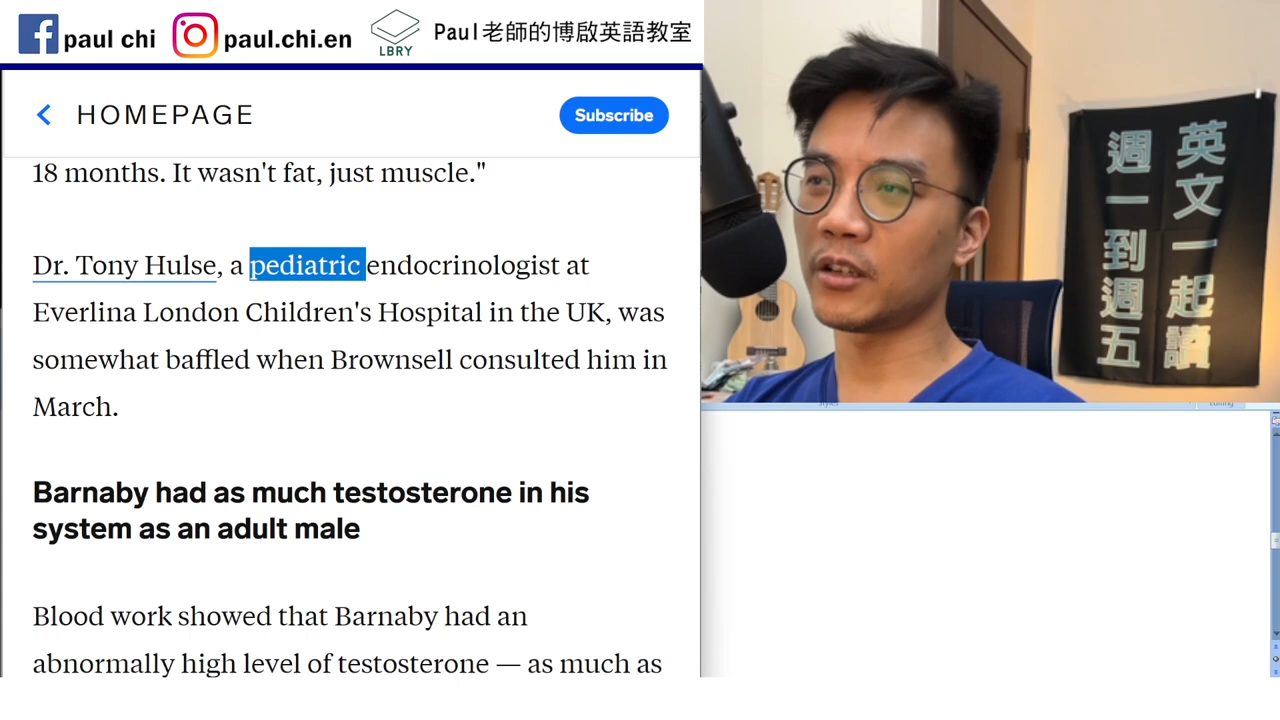 paul chi
paul.chi.en
LBRY
Paul老師的博啟英語教室
HOMEPAGE
Subscribe
18 months. It wasn't fat, just muscle."
Dr. Tony Hulse, a pediatric endocrinologist at
Everlina London Children's Hospital in the UK, was
somewhat baffled when Brownsell consulted him in
March.
Barnaby had as much testosterone in his
system as an adult male
Blood work showed that Barnaby had an
abnormally high level of testosterone — as much as
英文一起讀
週一到週五